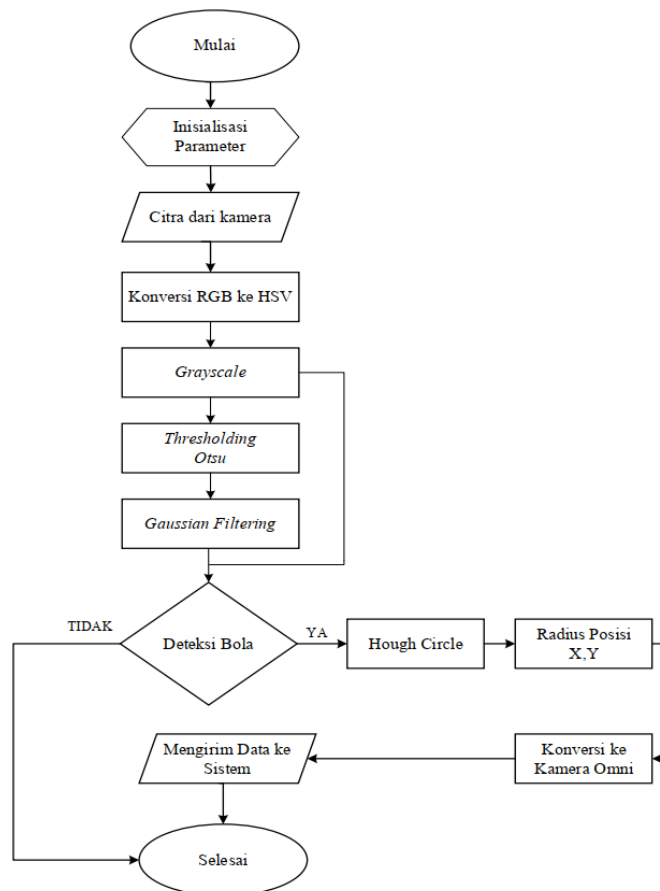 Mulai
Inisialisasi
Parameter
Citra dari kamera
Konversi RGB ke HSV
Grayscale
Thresholding
Otsu
Gaussian Filtering
TIDAK
Deteksi Bola
YA
Hough Circle
Radius Posisi
X,Y
Mengirim Data ke
Sistem
Konversi ke
Kamera Omni
Selesai